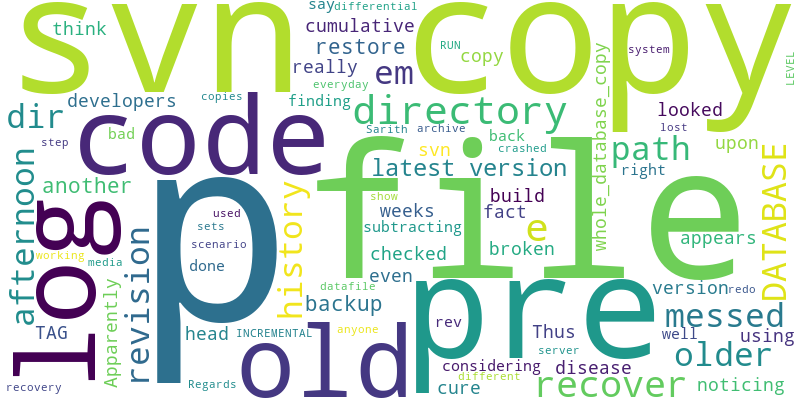 svn copy
say differential
think
cumulative
restore
RUN
copy
system
really
em
LEVEL
everyday
developers
copies
finding
directory
looked
dir
code
Sarith
archive
lost
step
bad
back
svn
crashed
upon
latest version
path
right
afternoon
another
log
p
file
history
whole_database_copy
DATABASE
show
weeks
build
fact
e
used
sets
subtracting
scenario
checked
broken
appears
working
media
done
even
revision
Apparently
datafile
pre
version
redo
backup
messed
TAG
head
INCREMENTAL
old
anyone
rev
Thus
well
using
server
older
considering
disease
recovery
Regards
cure
different
recover
noticing